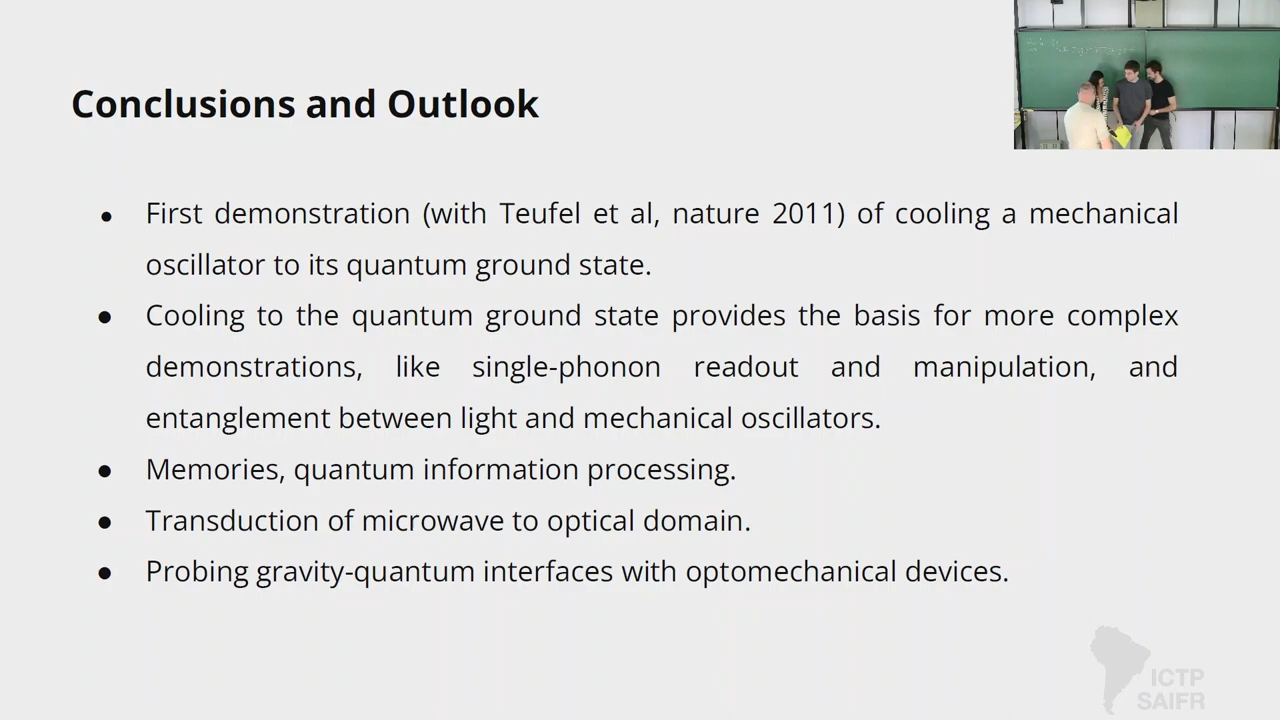 Conclusions and Outlook
● First demonstration (with Teufel et al, nature 2011) of cooling a mechanical
oscillator to its quantum ground state.
● Cooling to the quantum ground state provides the basis for more complex
demonstrations, like single-phonon readout and manipulation, and
entanglement between light and mechanical oscillators.
● Memories, quantum information processing.
● Transduction of microwave to optical domain.
● Probing gravity-quantum interfaces with optomechanical devices.
ICTP
SAIFR